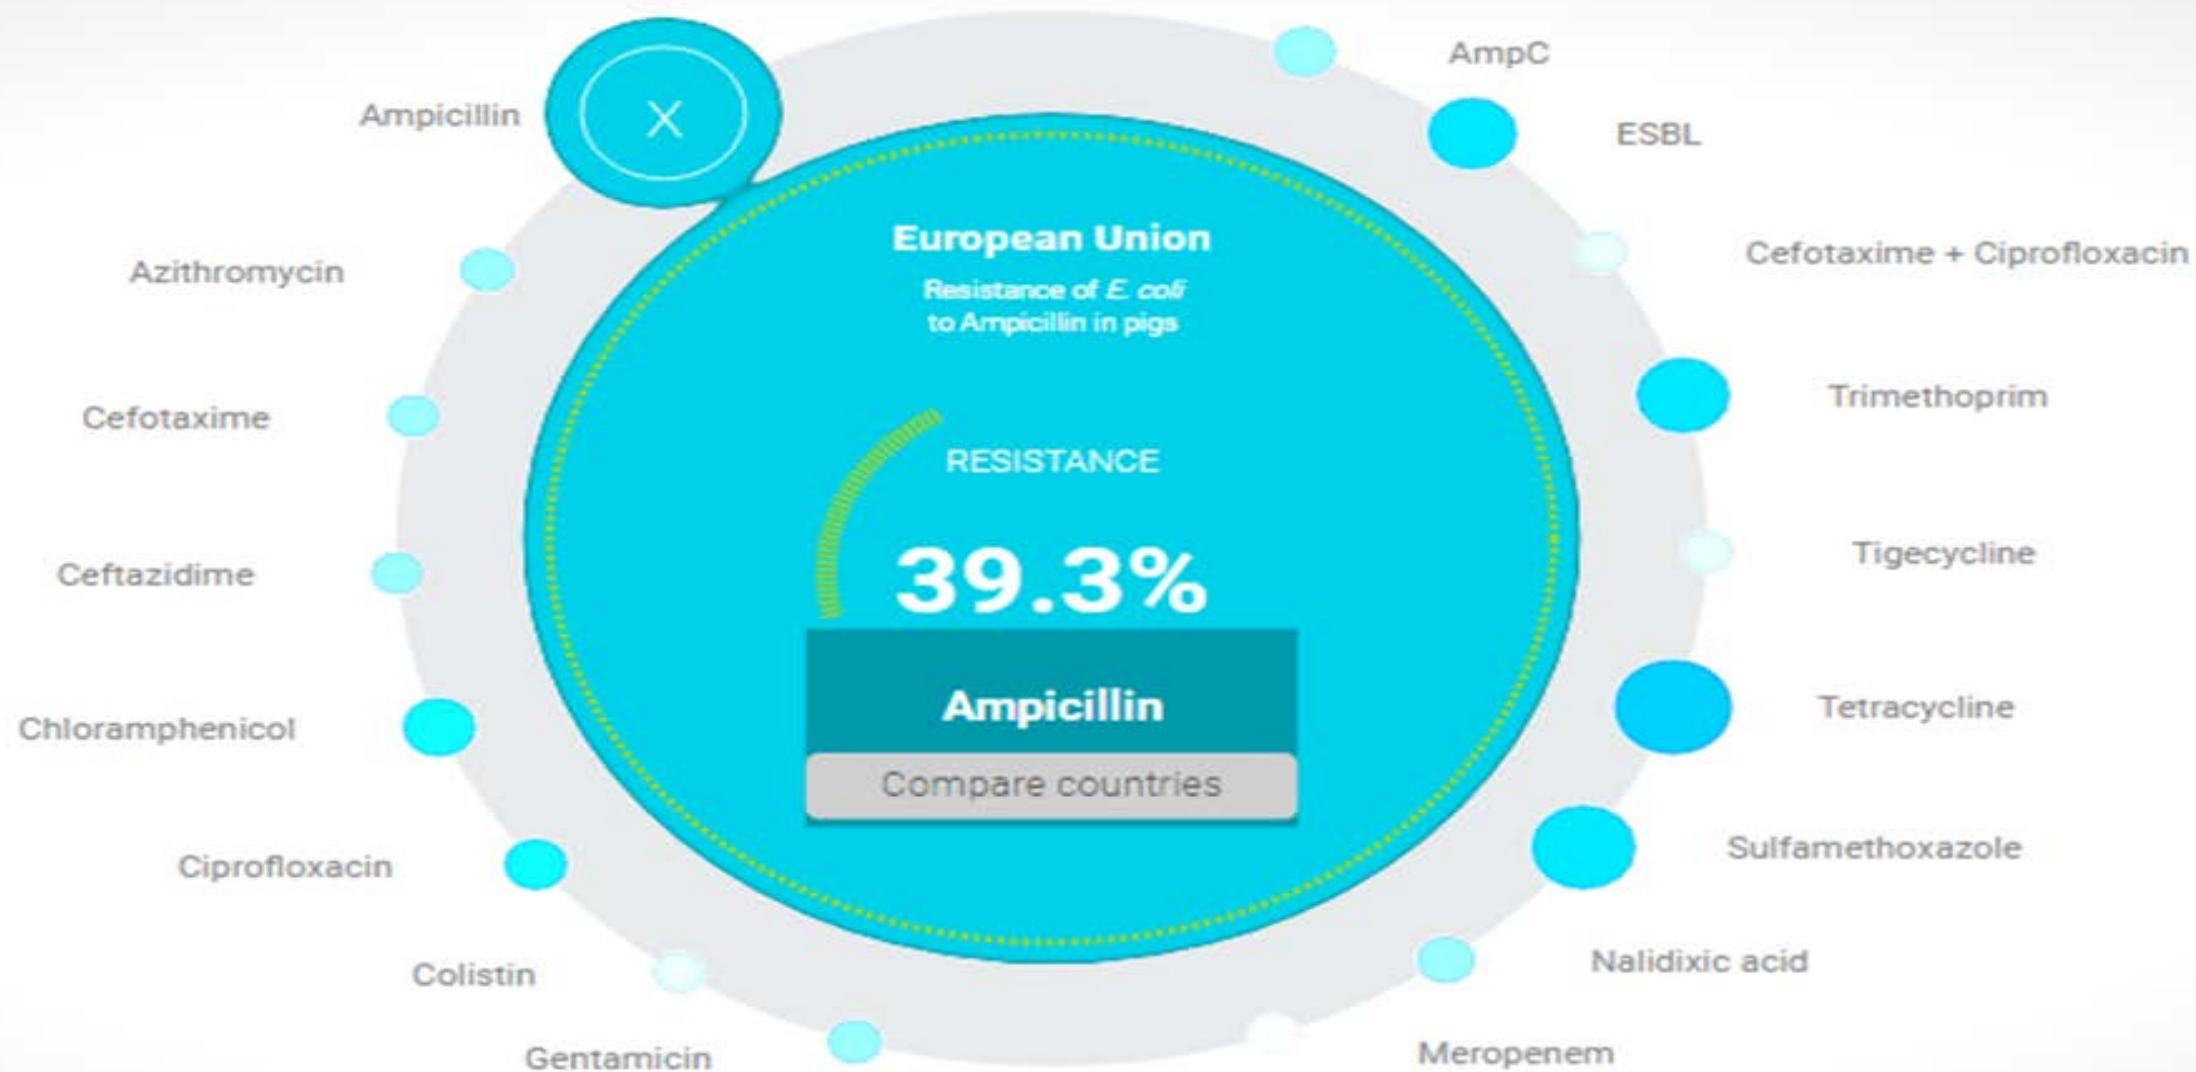 AmpC
Ampicillin
X
ESBL
European Union
Cefotaxime + Ciprofloxacin
Azithromycin
Resistance of E. coli
to Ampicillin in pigs
Trimethoprim
Cefotaxime
RESISTANCE
Tigecycline
Ceftazidime
39.3%
Ampicillin
Tetracycline
Chloramphenicol
Compare countries
Sulfamethoxazole
Ciprofloxacin
Nalidixic acid
Colistin
Meropenem
Gentamicin